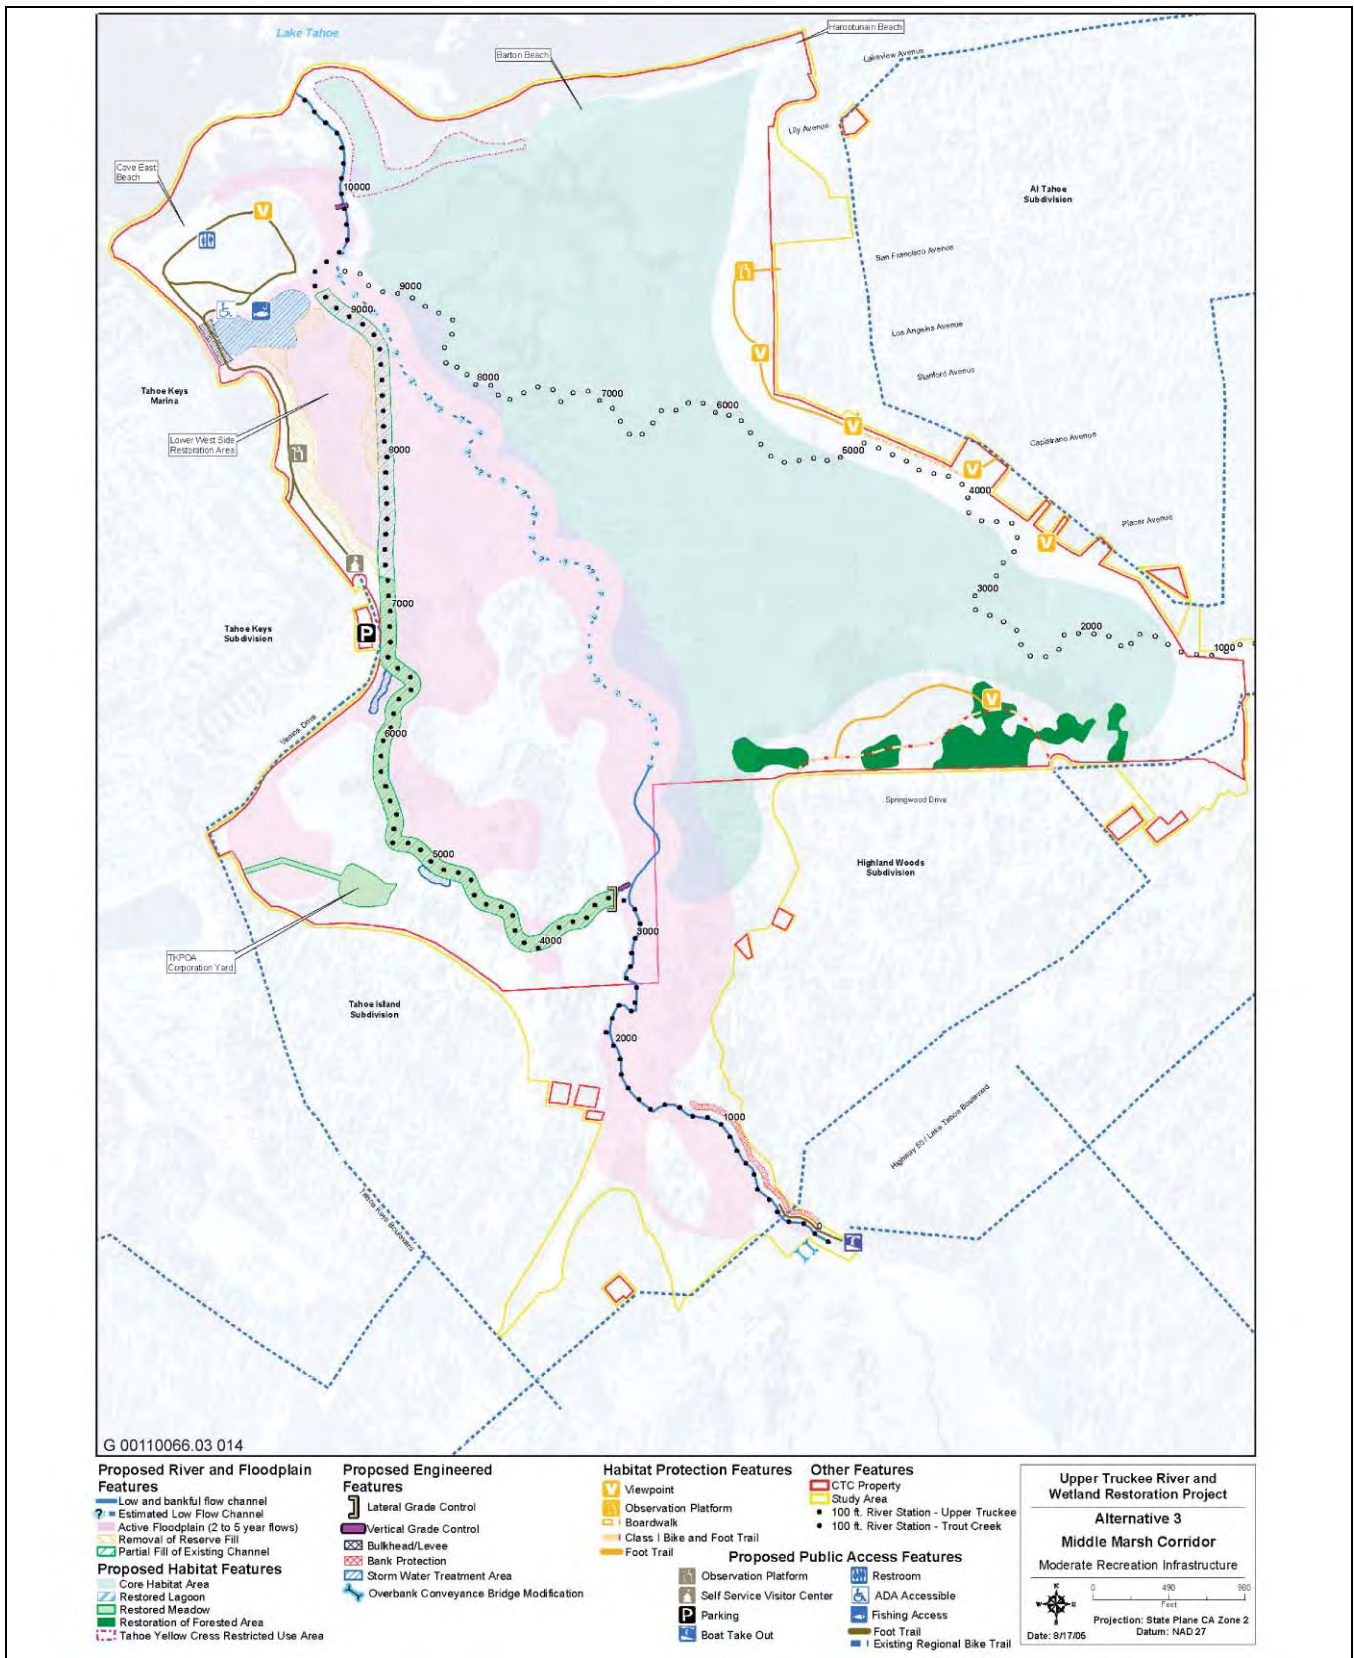 Lake Tahoe
Harootunain Beach
Barton Beach
Lakeview Avenue
Lily Avenue
Cove East
Beach
10000
Al Tahoe
Subdivision
San Francisco Avenue
9000
9000
Los Angeles Avenue
Stanford Avenue
8000
7000
6000
Tahoe Keys
Marina
Lower West Side
Restoration Area
8000
5000
Capistrano Avenue
4000
Placer Avenue
3000
7000
2000
1000
Tahoe Keys
Subdivision
P
Venice Drive
6000
Springwood Drive
5000
Highland Woods
Subdivision
4000
3000
TKPOA
Corporation Yard
Tahoe Island
Subdivision
2000
1000
Highway 50 / Lake Tahoe Boulevard
Tahoe Keys Boulevard
0
G 00110066.03 014
Proposed River and Floodplain
Features
Low and bankful flow channel
Estimated Low Flow Channel
Active Floodplain (2 to 5 year flows)
Removal of Reserve Fill
Partial Fill of Existing Channel
Proposed Habitat Features
Core Habitat Area
Restored Lagoon
Restored Meadow
Restoration of Forested Area
Tahoe Yellow Cress Restricted Use Area
Proposed Engineered
Features
Lateral Grade Control
Vertical Grade Control
Bulkhead/Levee
Bank Protection
Storm Water Treatment Area
Overbank Conveyance Bridge Modification
Habitat Protection Features
Viewpoint
Observation Platform
Boardwalk
Class I Bike and Foot Trail
Foot Trail
Other Features
CTC Property
Study Area
100 ft. River Station - Upper Truckee
100 ft. River Station - Trout Creek
Proposed Public Access Features
Observation Platform
Self Service Visitor Center
Parking
Boat Take Out
Restroom
ADA Accessible
Fishing Access
Foot Trail
Existing Regional Bike Trail
Upper Truckee River and
Wetland Restoration Project
Alternative 3
Middle Marsh Corridor
Moderate Recreation Infrastructure
0 490 980
Feet
Projection: State Plane CA Zone 2
Datum: NAD 27
Date: 8/17/05